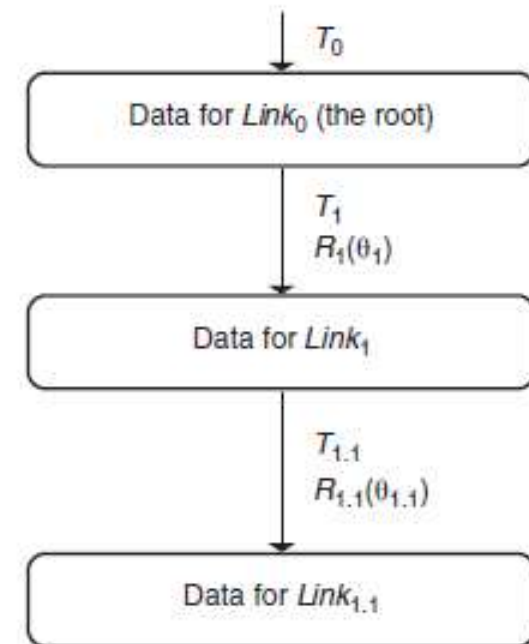 T₀
Data for Link₀ (the root)
T₁
R₁(θ₁)
Data for Link₁
T₁.₁
R₁.₁(θ₁.₁)
Data for Link₁.₁